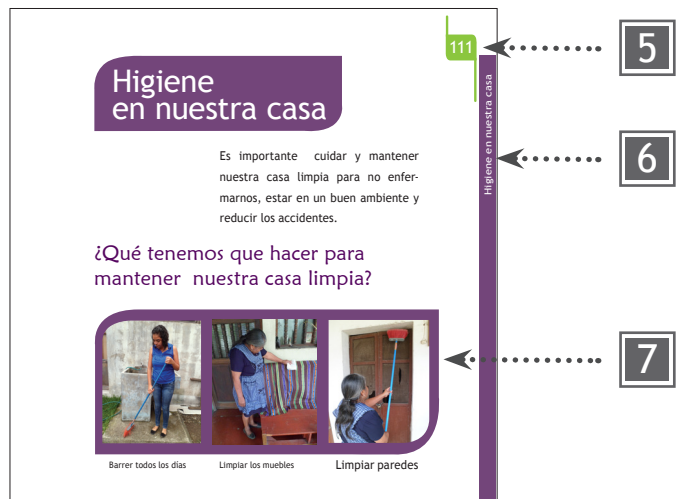 111
5
Higiene
en nuestra casa
Higiene en nuestra casa
6
Es importante cuidar y mantener
nuestra casa limpia para no enfer-
marnos, estar en un buen ambiente y
reducir los accidentes.
¿Qué tenemos que hacer para
mantener nuestra casa limpia?
7
Barrer todos los días
Limpiar los muebles
Limpiar paredes